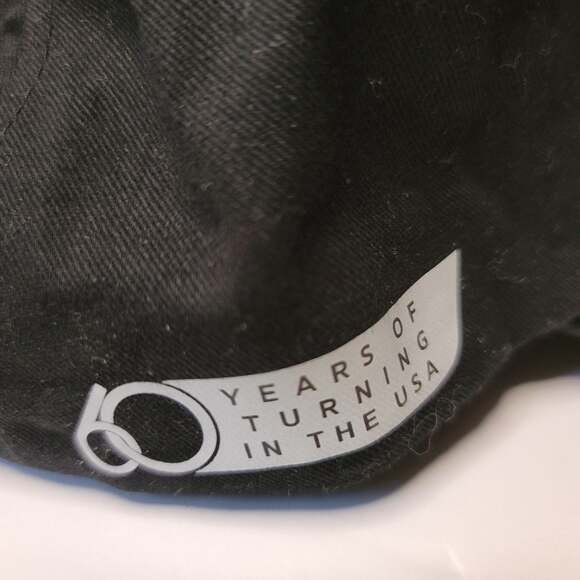 60
YEARS OF
TURNING
IN THE USA